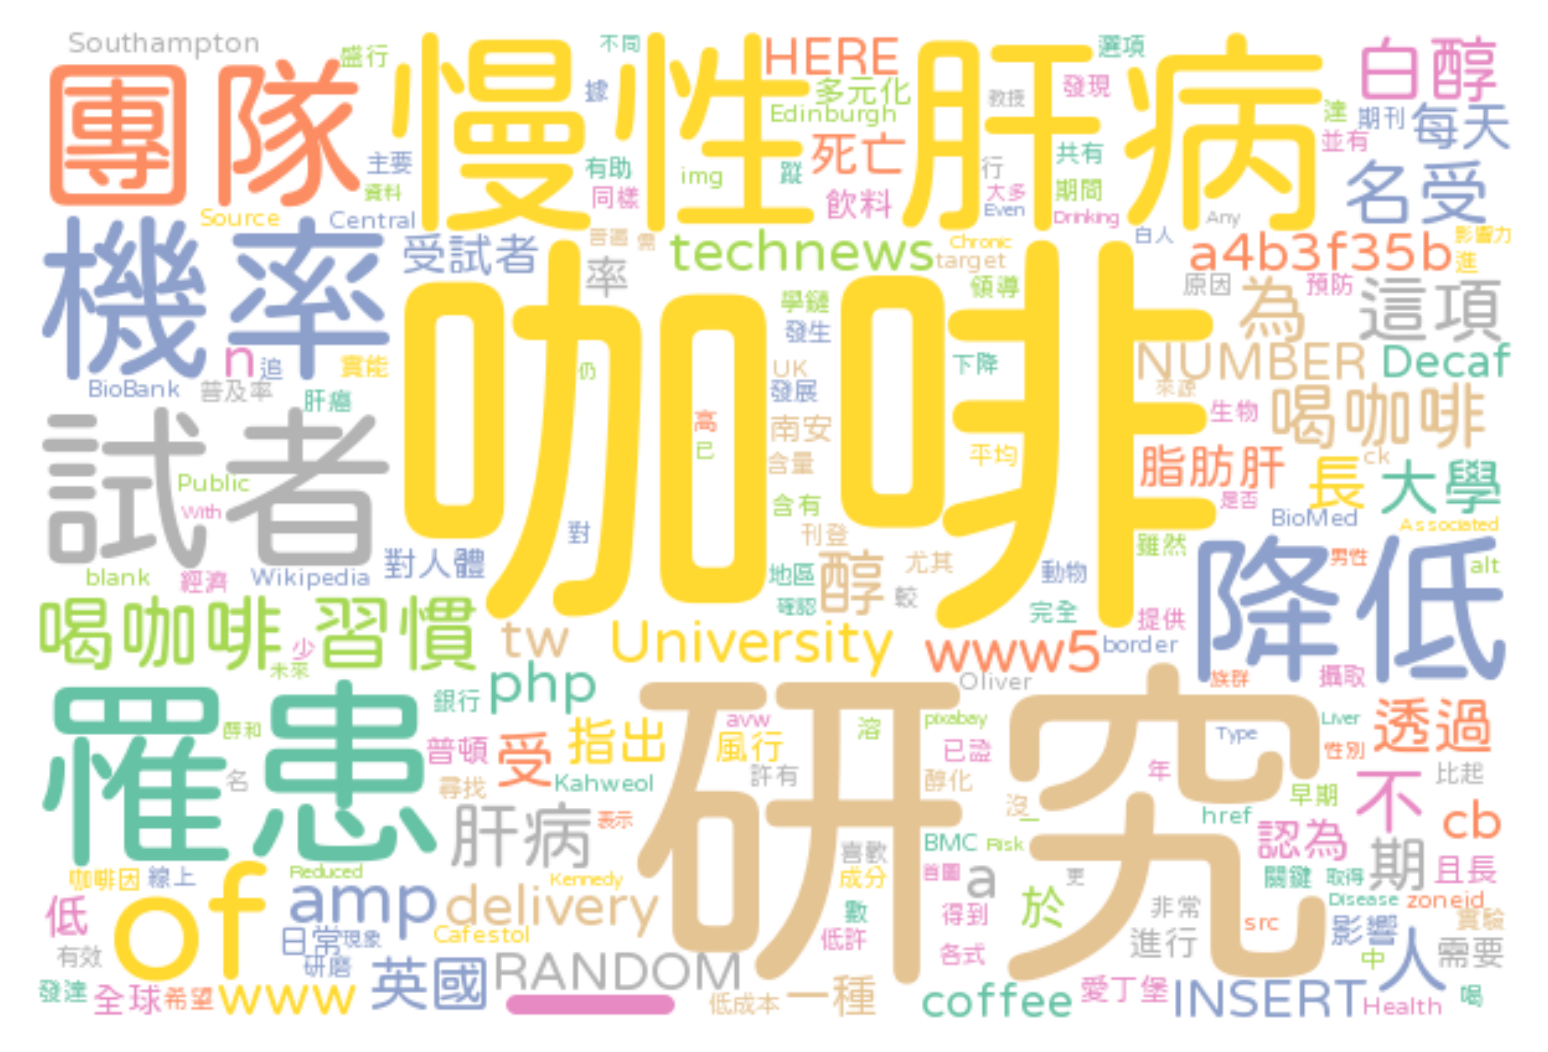 Southampton
盛行
慢性肝病
不同
HERE
選項
白醇
團隊
據
多元化
教授
發現
Edinburgh
達
期刊
每天
並有
主要
有助
死亡
共有
資料
同樣
img
蹤
飲料
行
大多
期間
名受
Source
Central
Even
Drinking
Any
機率
受試者
普遍
需
率
technews
Chronic
target
白人
a4b3f35b
影響力
進
咖啡
學鏈
領導
原因
預防
為
這項
n
追
實能
發生
仍
UK
下降
NUMBER
Decaf
BioBank
普及率
肝癌
發展
來源
試者
高
已
南安
生物
喝咖啡
含量
平均
脂肪肝
ck
長
大學
Public
With
含有
是否
BioMed
Associated
對
刊登
雖然
blank
經濟
Wikipedia
對人體
地區
醇
尤其
動物
男性
alt
確認
較
完全
提供
降低
喝咖啡
少
習慣
未來
tw
University
www5
border
Oliver
族群
攝取
罹患
銀行
php
研究
醇和
普頓
受
指出
avw
風行
溶
pixabay
已證
Type
Liver
性別
透過
名
尋找
Kahweol
許有
醇化
年
比起
肝病
表示
沒
早期
不
href
cb
BMC
Risk
認為
喜歡
期
咖啡因
線上
Reduced
Kennedy
成分
首圖
a
更
關鍵
取得
且長
低
of
amp
delivery
數
得到
於
非常
Disease
zoneid
src
影響
實驗
日常
現象
Cafestol
低許
各式
進行
中
人
需要
有效
研磨
發達
全球
希望
www
英國
RANDOM
低成本
一種
coffee
愛丁堡
INSERT
Health
喝